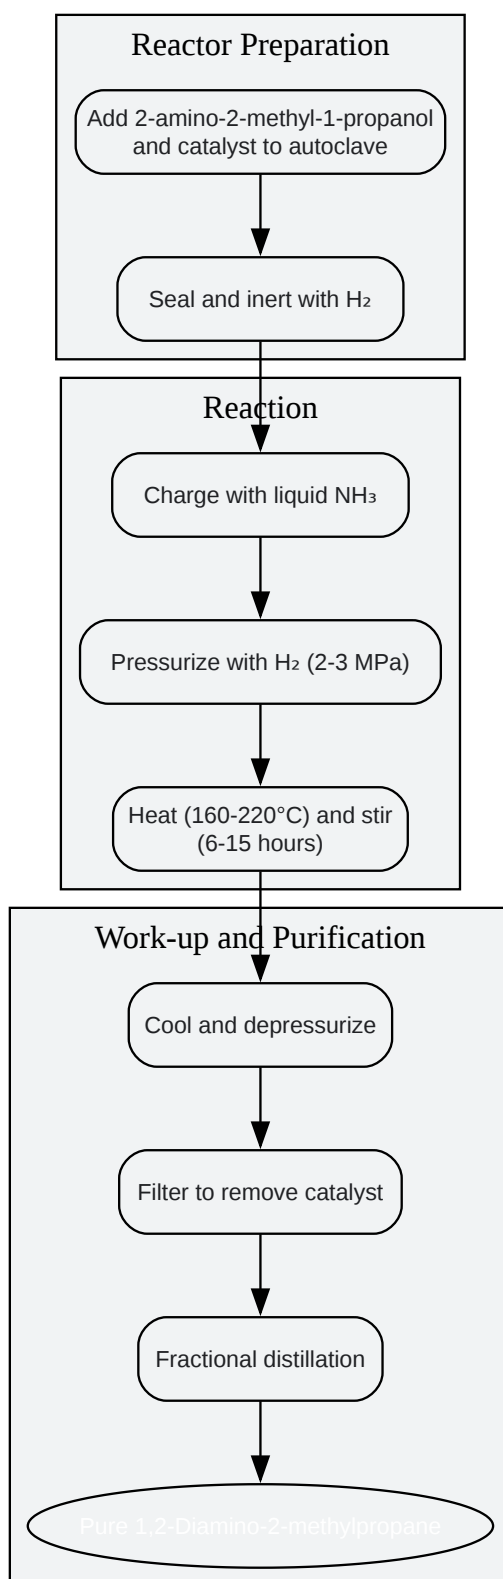 Reactor Preparation
Add 2-amino-2-methyl-1-propanol
and catalyst to autoclave
Seal and inert with H₂
Reaction
Charge with liquid NH₃
Pressurize with H₂ (2-3 MPa)
Heat (160-220°C) and stir
(6-15 hours)
Work-up and Purification
Cool and depressurize
Filter to remove catalyst
Fractional distillation
Pure 1,2-Diamino-2-methylpropane